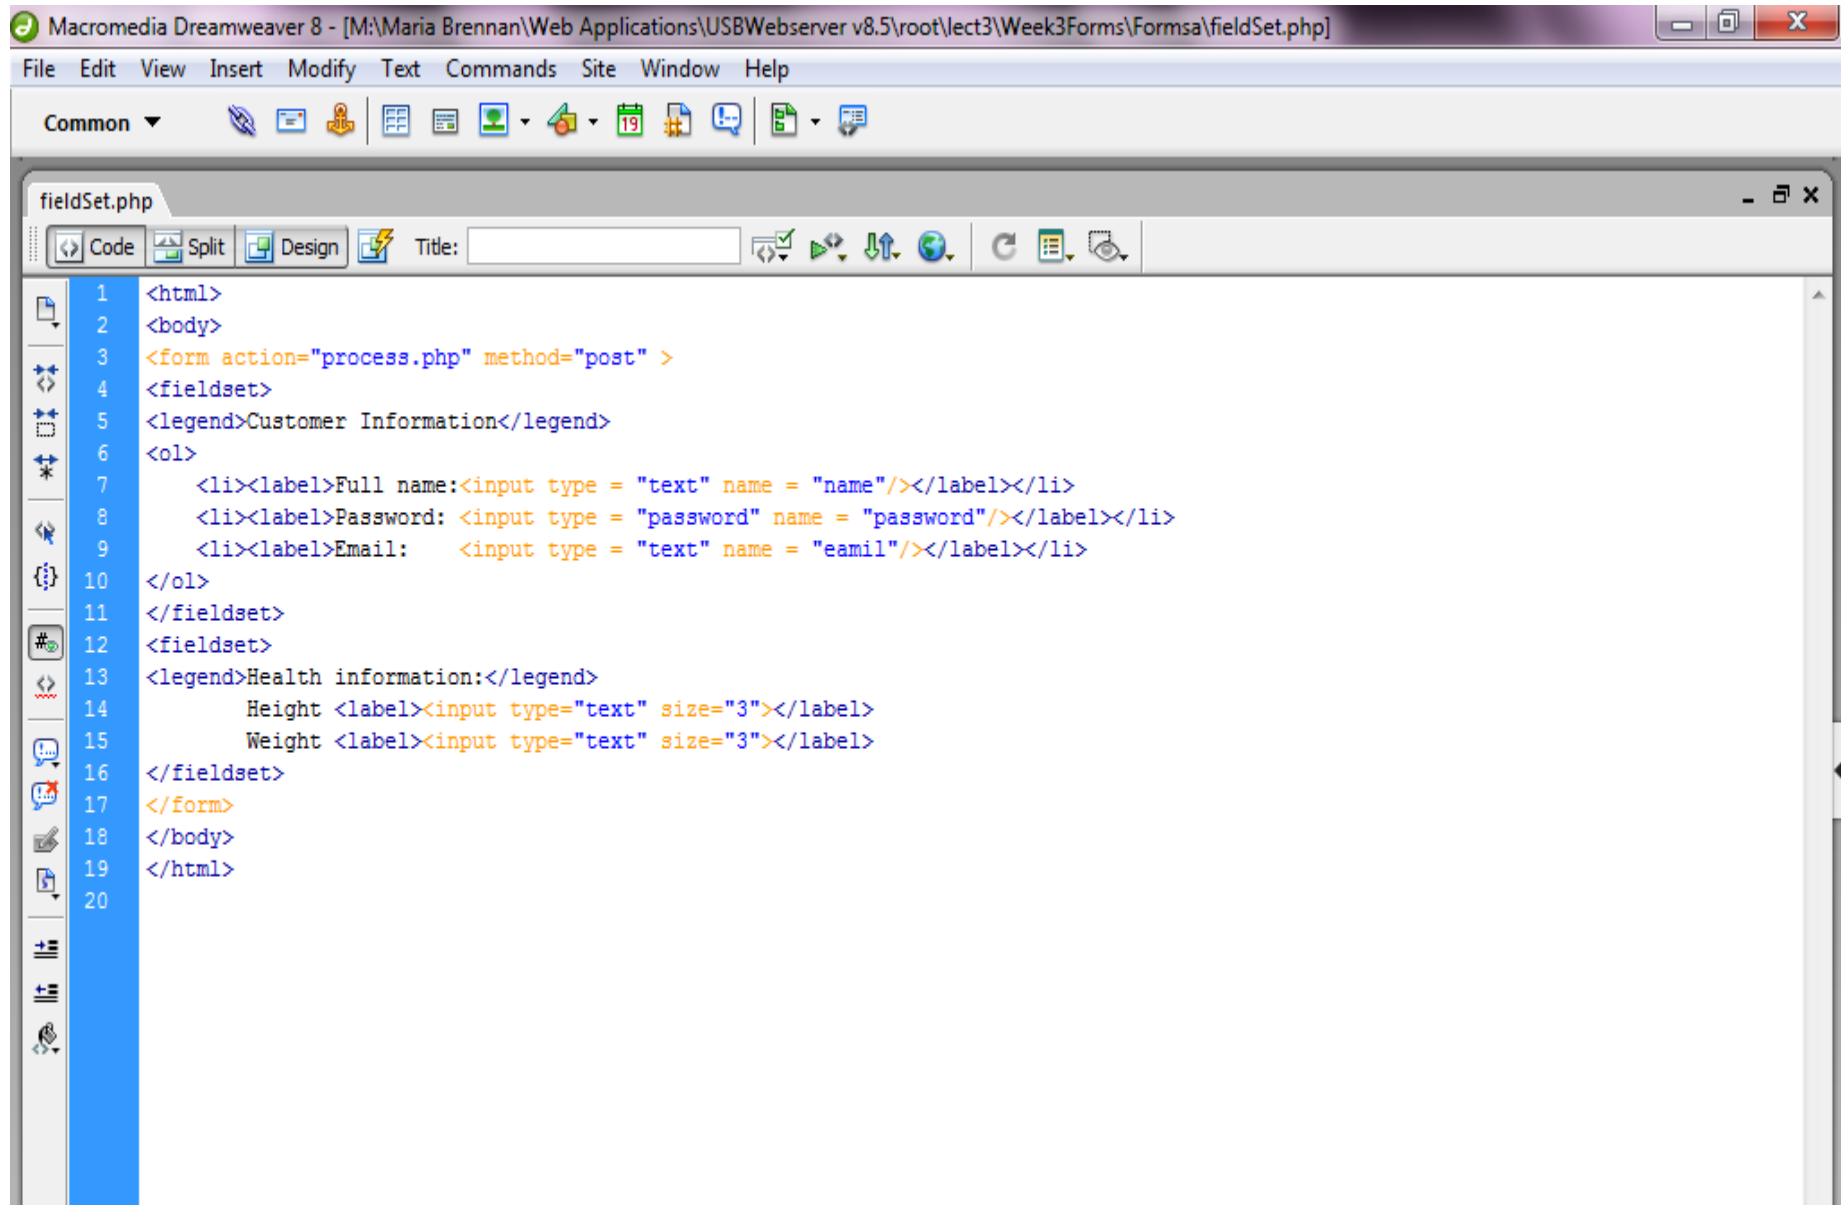 Macromedia Dreamweaver 8 - [M:\Maria Brennan\Web Applications\USBWebserver v8.5\root\lect3\Week3Forms\Formsa\fieldSet.php]
File Edit View Insert Modify Text Commands Site Window Help
Common 19
fieldSet.php
Code Split Design Title:
1 <html>
2 <body>
3 <form action="process.php" method="post" >
4 <fieldset>
5 <legend>Customer Information</legend>
6 <ol>
7 <li><label>Full name:<input type = "text" name = "name"/></label></li>
8 <li><label>Password: <input type = "password" name = "password"/></label></li>
9 <li><label>Email:    <input type = "text" name = "eamil"/></label></li>
10 </ol>
11 </fieldset>
12 <fieldset>
13 <legend>Health information:</legend>
14 Height <label><input type="text" size="3"></label>
15 Weight <label><input type="text" size="3"></label>
16 </fieldset>
17 </form>
18 </body>
19 </html>
20